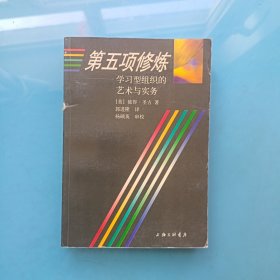 第五项修炼
学习型组织的
艺术与实务
[美] 彼得·圣吉 著
郭进隆 译
杨硕英 审校
上海三联书店